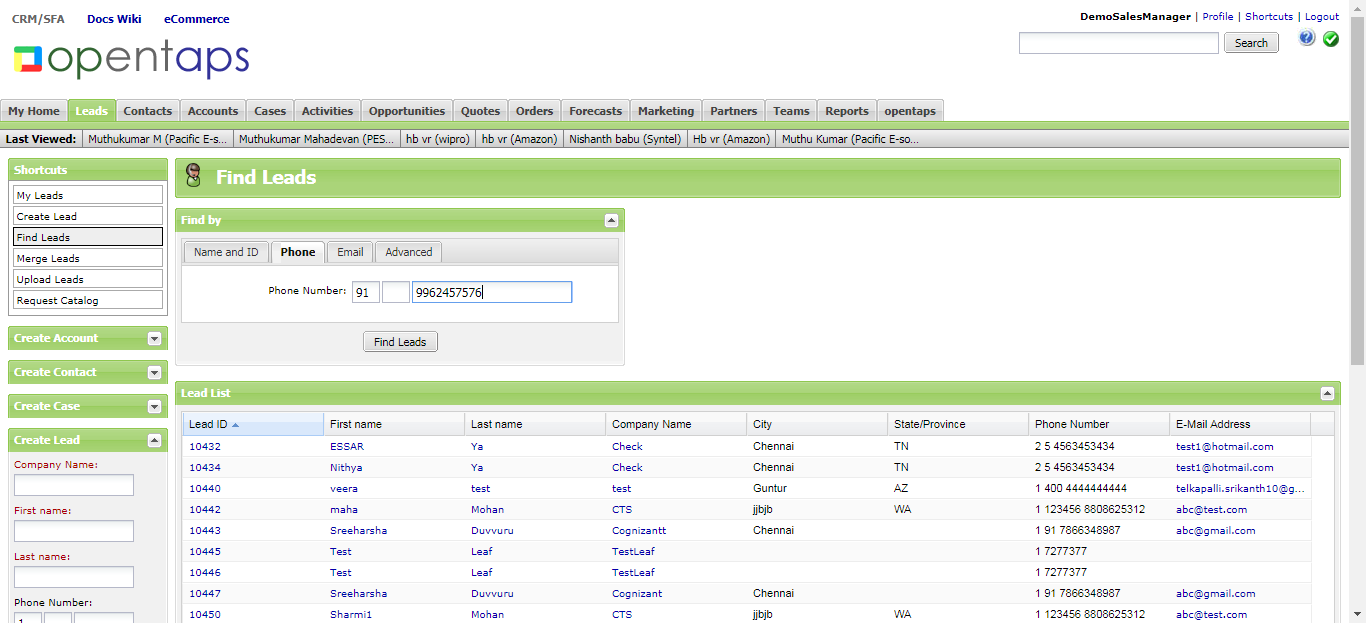 CRM/SFA Docs Wiki eCommerce
DemoSalesManager | Profile | Shortcuts | Logout
opentaps
Search
My Home Leads Contacts Accounts Cases Activities Opportunities Quotes Orders Forecasts Marketing Partners Teams Reports opentaps
Last Viewed: Muthukumar M (Pacific E-s... Muthukumar Mahadevan (PES... hb vr (wipro) hb vr (Amazon) Nishanth babu (Syntel) Hb vr (Amazon) Muthu Kumar (Pacific E-so...
Shortcuts
My Leads
Create Lead
Find Leads
Merge Leads
Upload Leads
Request Catalog
Create Account
Create Contact
Create Case
Create Lead
Company Name:
First name:
Last name:
Phone Number:
1
Find Leads
Find by
Name and ID Phone Email Advanced
Phone Number: 91 9962457576
Find Leads
Lead List
Lead ID First name Last name Company Name City State/Province Phone Number E-Mail Address
10432 ESSAR Ya Check Chennai TN 2 5 4563453434 test1@hotmail.com
10434 Nithya Ya Check Chennai TN 2 5 4563453434 test1@hotmail.com
10440 veera test test Guntur AZ 1 400 4444444444 telkapalli.srikanth10@g...
10442 maha Mohan CTS jjbjb WA 1 123456 8808625312 abc@test.com
10443 Sreeharsha Duvvuru Cognizantt Chennai 1 91 7866348987 abc@gmail.com
10445 Test Leaf TestLeaf 1 7277377
10446 Test Leaf TestLeaf 1 7277377
10447 Sreeharsha Duvvuru Cognizant Chennai 1 91 7866348987 abc@gmail.com
10450 Sharmi1 Mohan CTS jjbjb WA 1 123456 8808625312 abc@test.com